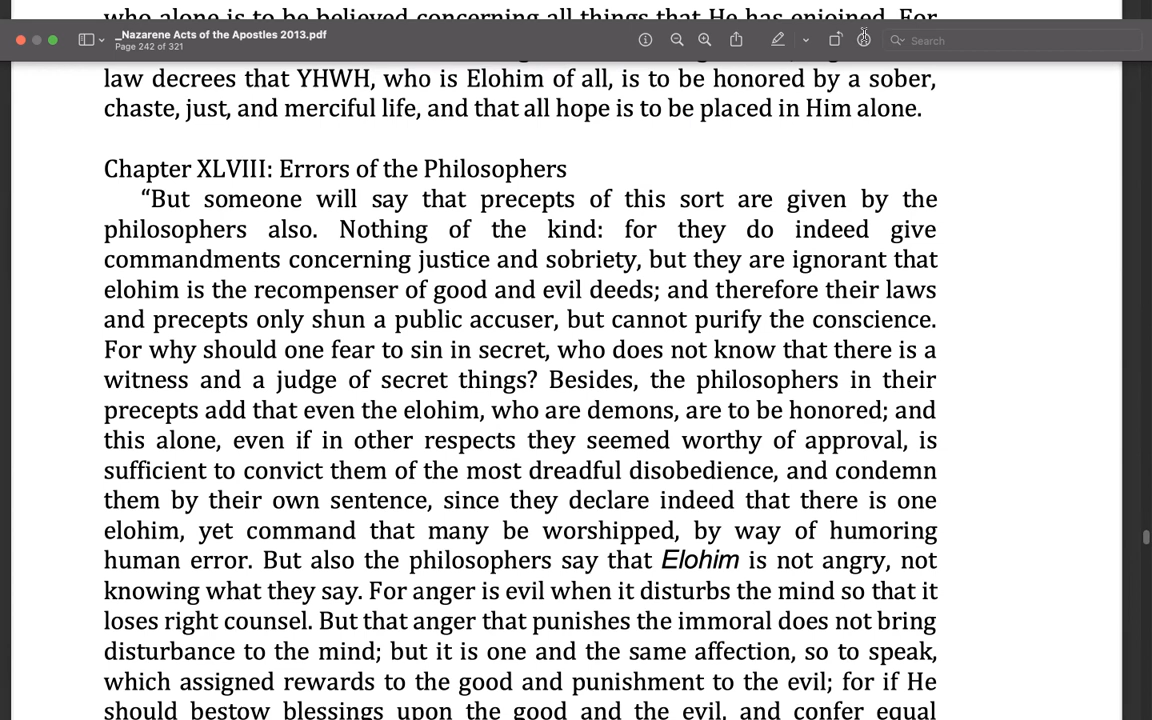 who alone is to be believed concerning all things that He has enjoined. For
_Nazarene Acts of the Apostles 2013.pdf
Page 242 of 321
Search
law decrees that YHWH, who is Elohim of all, is to be honored by a sober,
chaste, just, and merciful life, and that all hope is to be placed in Him alone.
Chapter XLVIII: Errors of the Philosophers
“But someone will say that precepts of this sort are given by the
philosophers also. Nothing of the kind: for they do indeed give
commandments concerning justice and sobriety, but they are ignorant that
elohim is the recompenser of good and evil deeds; and therefore their laws
and precepts only shun a public accuser, but cannot purify the conscience.
For why should one fear to sin in secret, who does not know that there is a
witness and a judge of secret things? Besides, the philosophers in their
precepts add that even the elohim, who are demons, are to be honored; and
this alone, even if in other respects they seemed worthy of approval, is
sufficient to convict them of the most dreadful disobedience, and condemn
them by their own sentence, since they declare indeed that there is one
elohim, yet command that many be worshipped, by way of humoring
human error. But also the philosophers say that Elohim is not angry, not
knowing what they say. For anger is evil when it disturbs the mind so that it
loses right counsel. But that anger that punishes the immoral does not bring
disturbance to the mind; but it is one and the same affection, so to speak,
which assigned rewards to the good and punishment to the evil; for if He
should bestow blessings upon the good and the evil, and confer equal